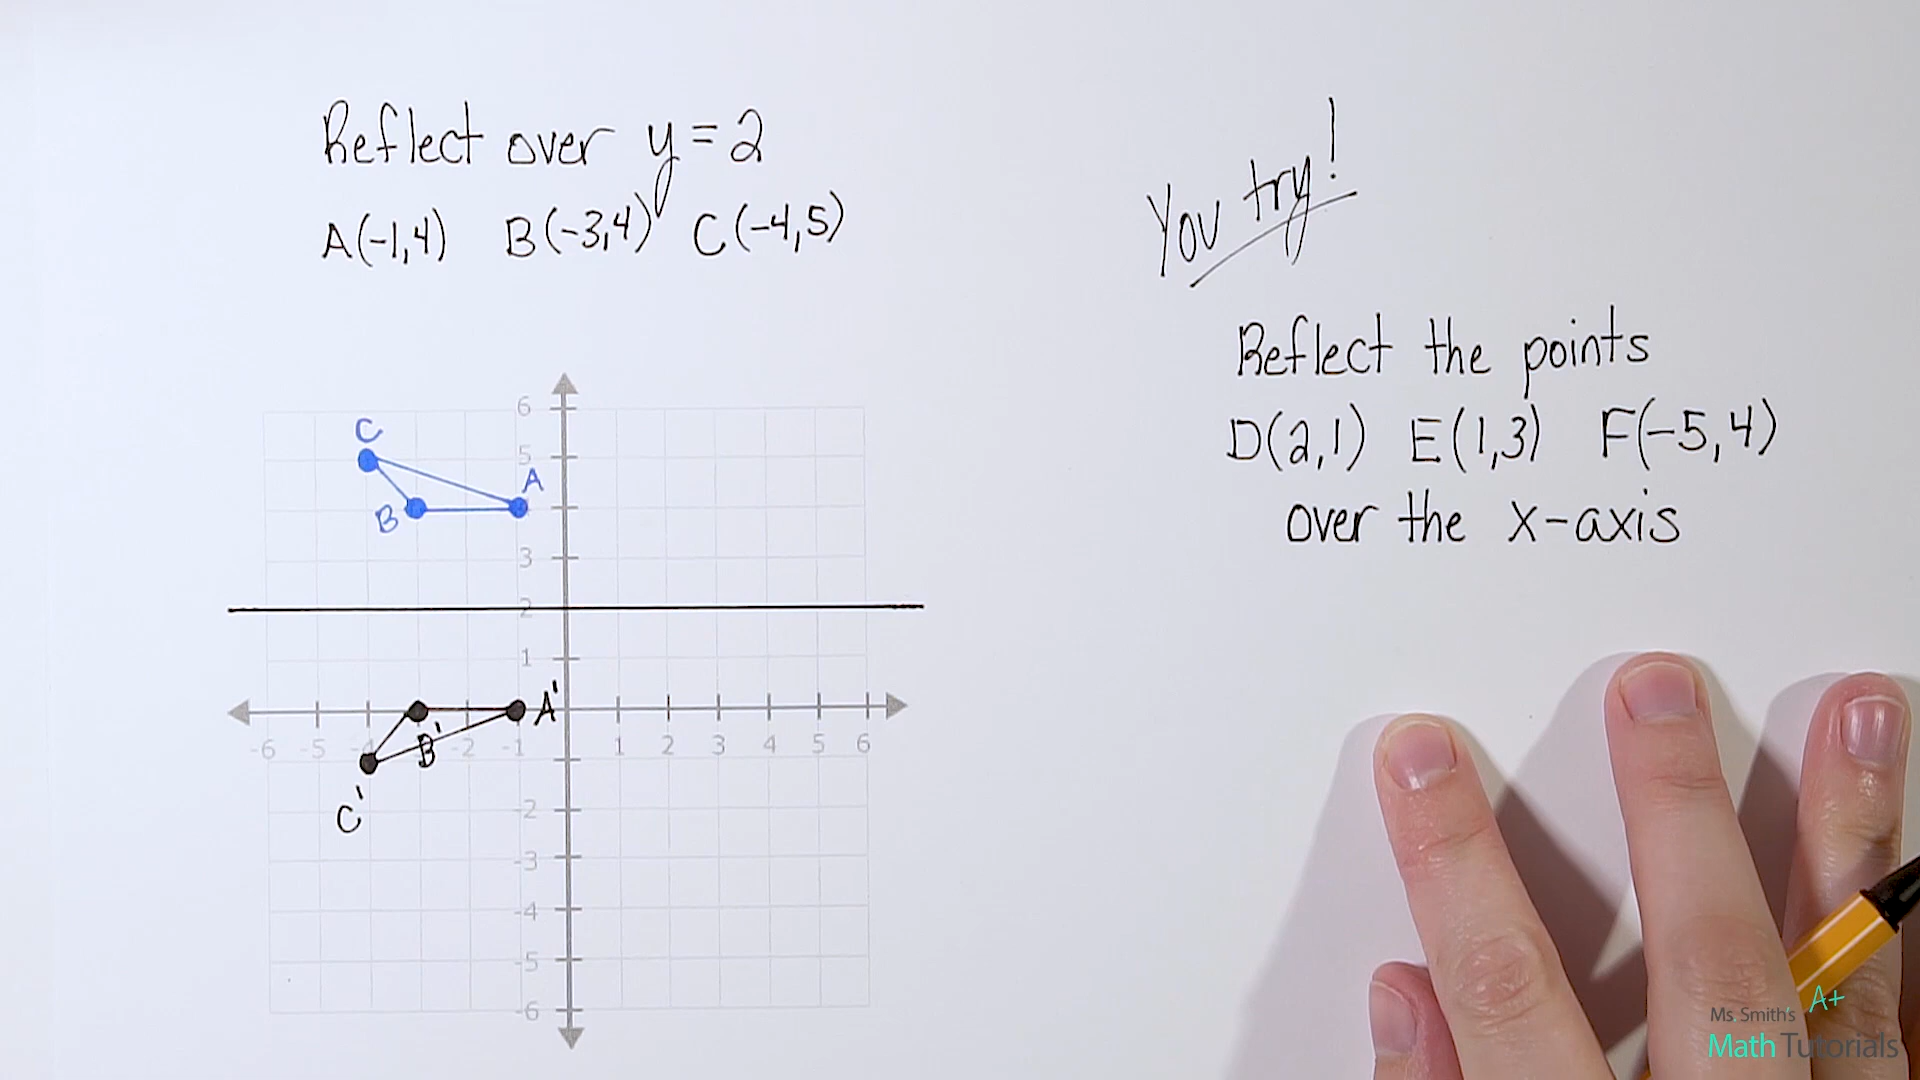 Reflect over y=2
A(-1,4) B(-3,4) C(-4,5)
You try!
Reflect the points
D(2,1) E(1,3) F(-5,4)
over the x-axis
6
C
5
A
B
3
2
1
A'
-6 -5 -4 B' -2 -1 1 2 3 4 5 6
C'
-2
-3
-4
-5
-6
Ms Smith's A+
Math Tutorials